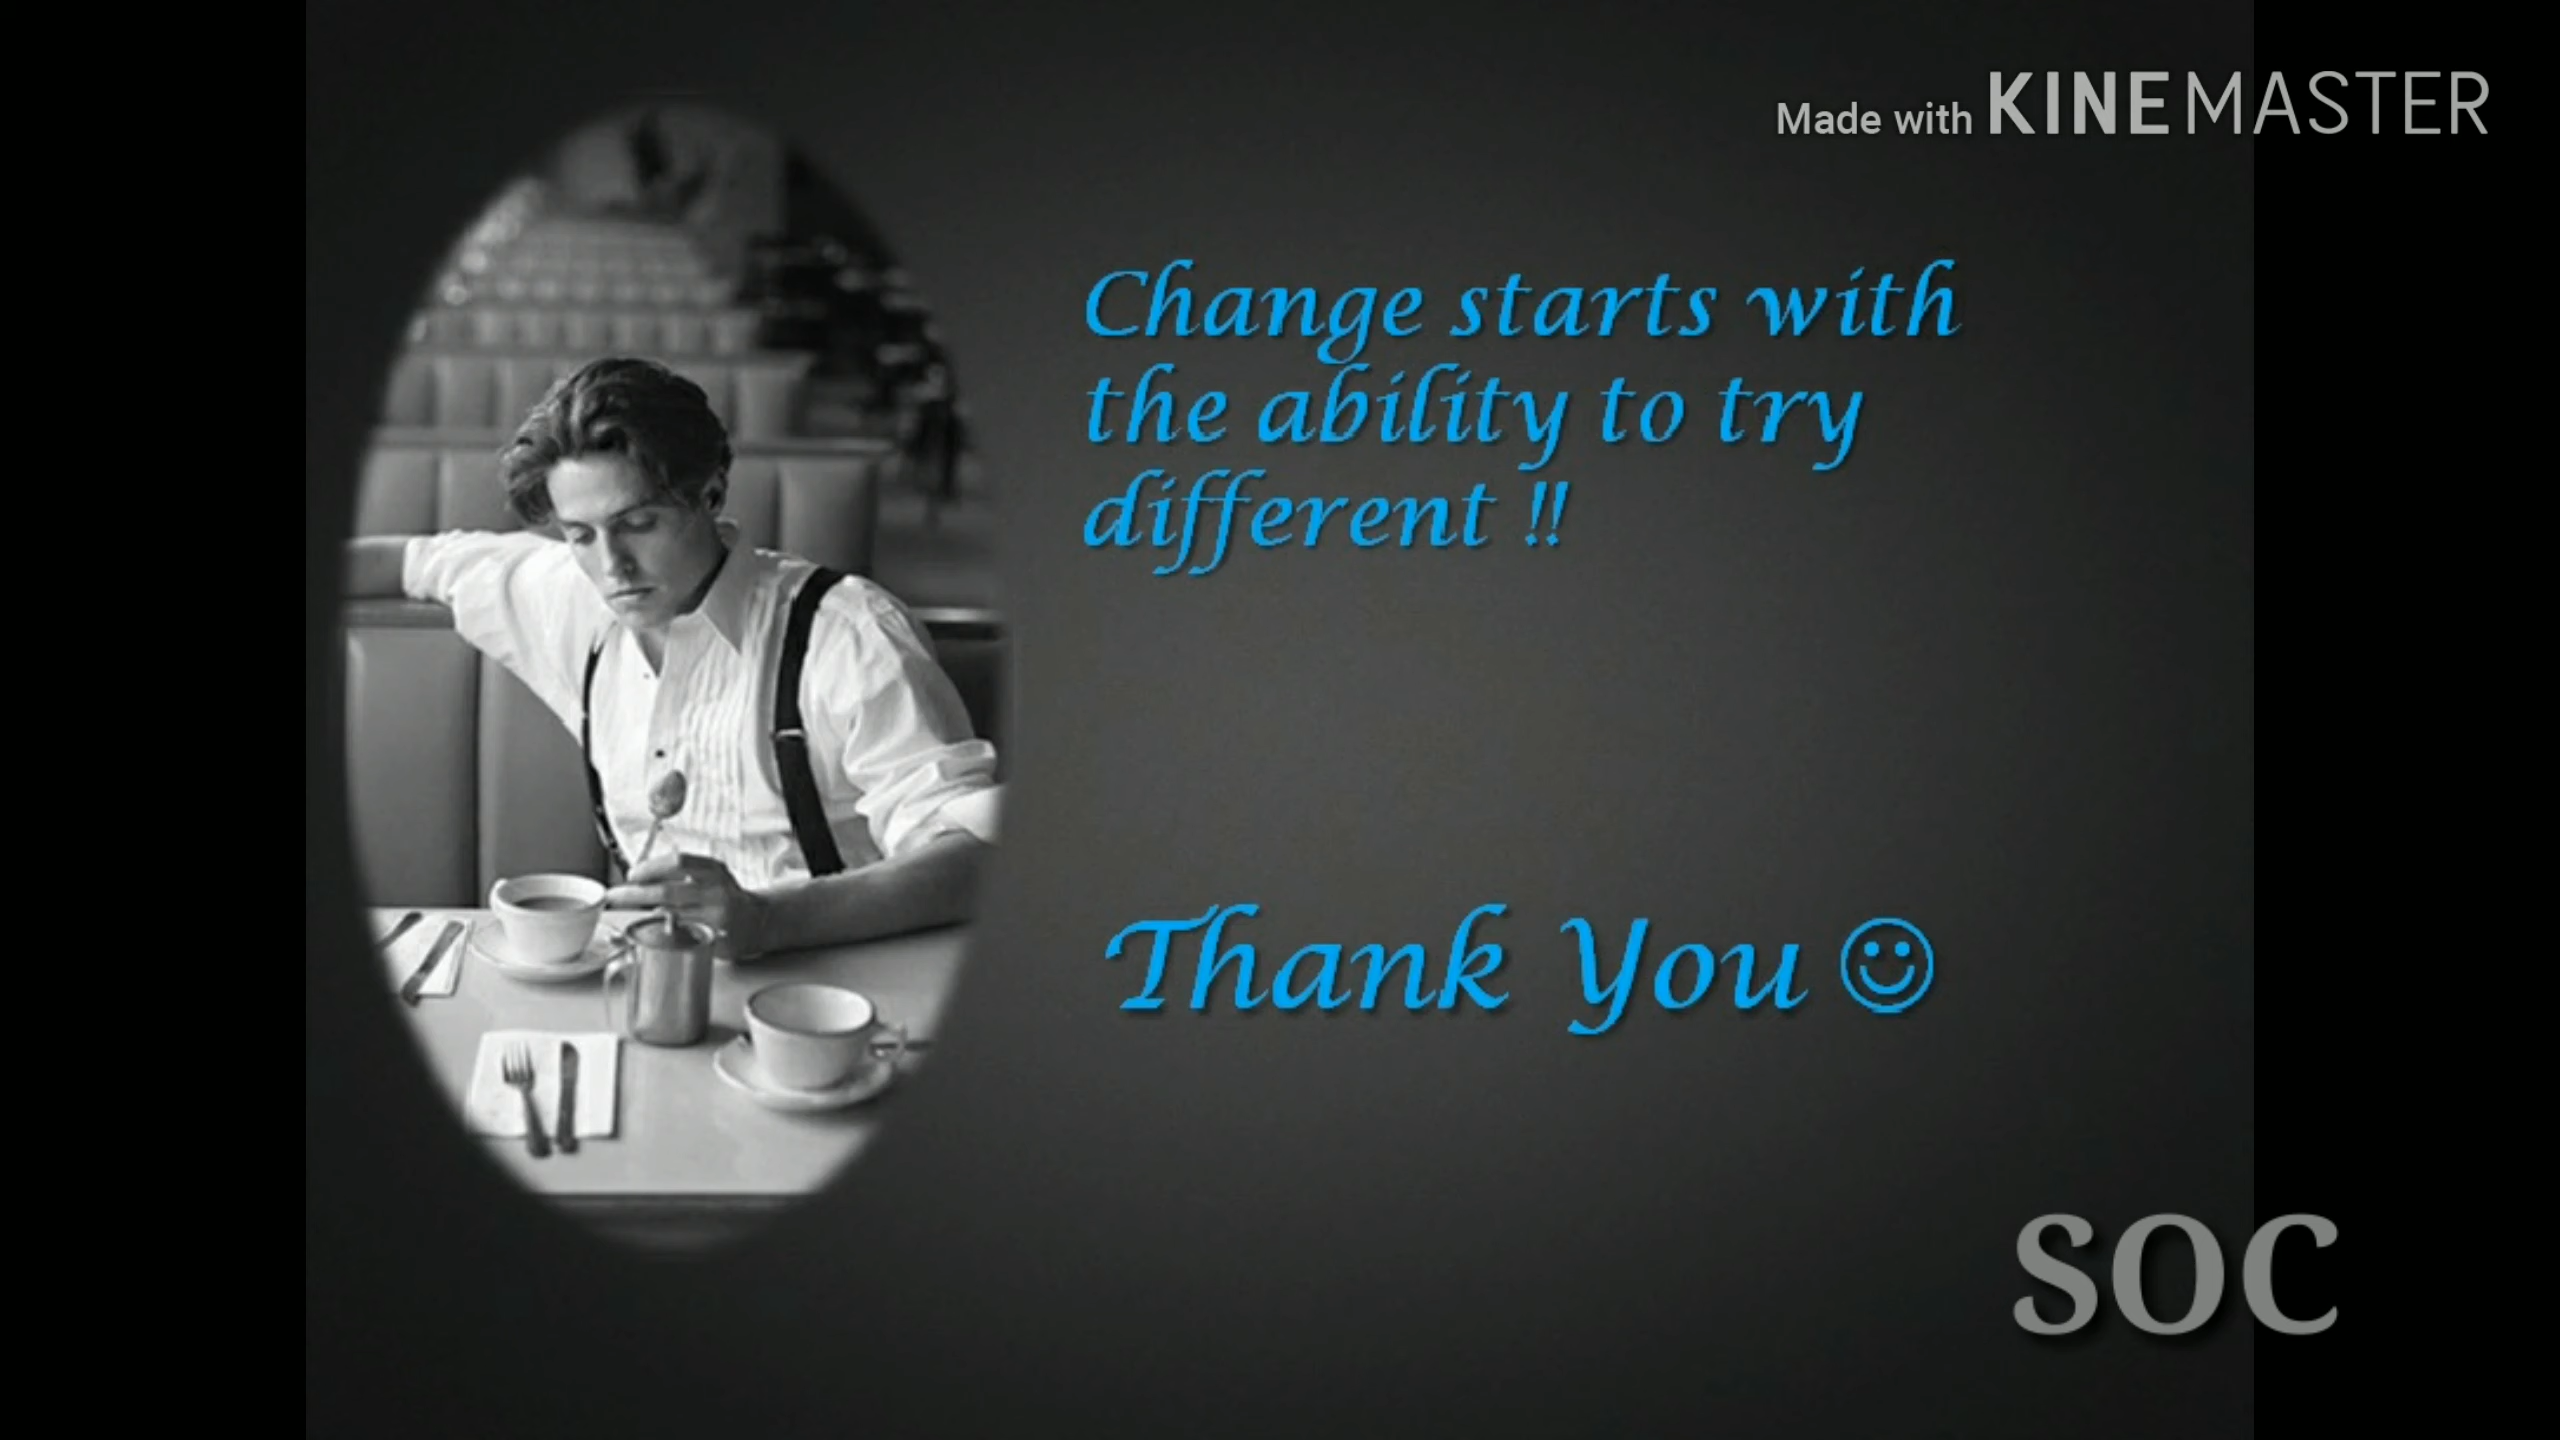 Made with KINEMASTER
Change starts with
the ability to try
different !!
Thank You ☺
SOC